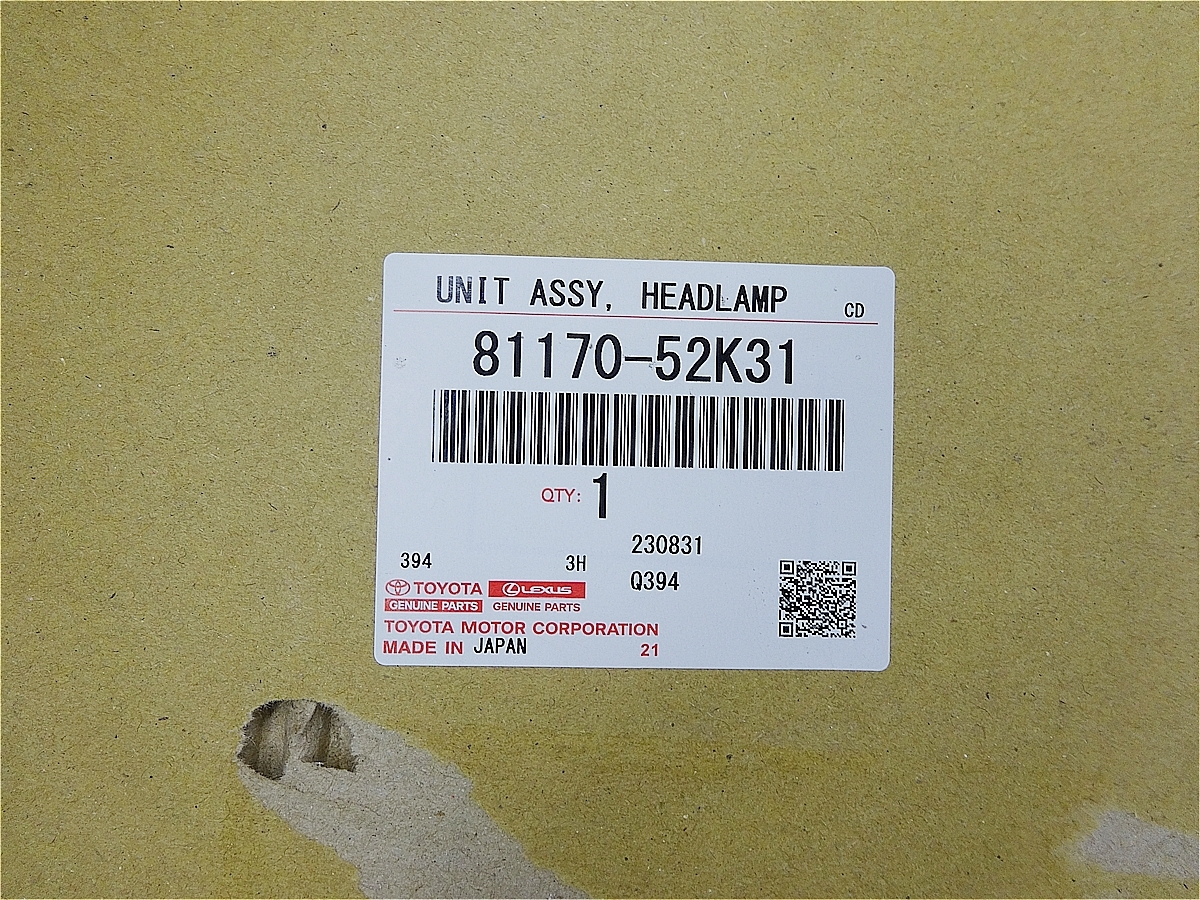 UNIT ASSY, HEADLAMP CD
81170-52K31
QTY: 1
230831
394 3H
Q394
TOYOTA LEXUS
GENUINE PARTS GENUINE PARTS
TOYOTA MOTOR CORPORATION
MADE IN JAPAN 21